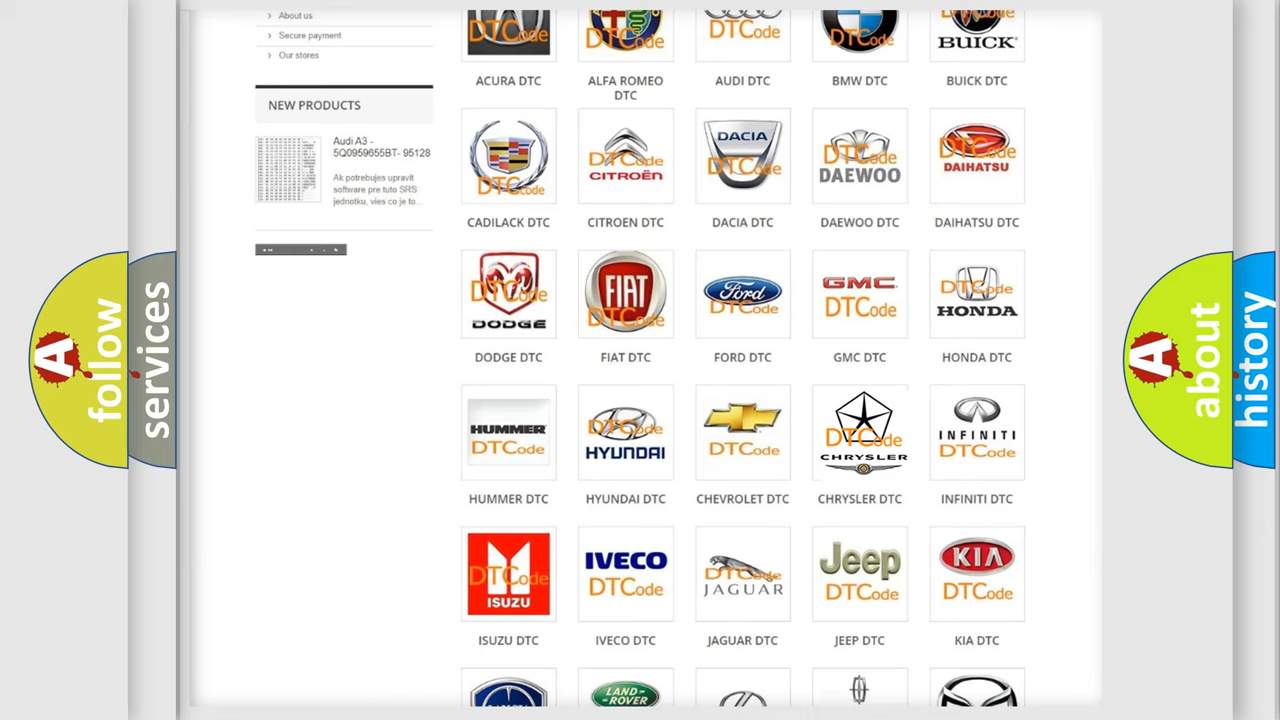 About us
Secure payment
Our stores
NEW PRODUCTS
Audi A3 -
5Q0959655BT- 95128
Ak potrebujes upravit
software pre tuto SRS
jednotku, vies co je to...
DTCode
DTCode
DTCode
DTCode
BUICK
ACURA DTC
ALFA ROMEO
DTC
AUDI DTC
BMW DTC
BUICK DTC
DTCode
DTCode
CITROËN
DACIA
DTCode
DTCode
DAEWOO
DTCode
DAIHATSU
CADILACK DTC
CITROEN DTC
DACIA DTC
DAEWOO DTC
DAIHATSU DTC
DTCode
DODGE
FIAT
DTCode
Ford
DTCode
GMC
DTCode
DTCode
HONDA
DODGE DTC
FIAT DTC
FORD DTC
GMC DTC
HONDA DTC
HUMMER
DTCode
DTCode
HYUNDAI
DTCode
DTCode
CHRYSLER
INFINITI
DTCode
HUMMER DTC
HYUNDAI DTC
CHEVROLET DTC
CHRYSLER DTC
INFINITI DTC
DTCode
ISUZU
IVECO
DTCode
DTCode
JAGUAR
Jeep
DTCode
KIA
DTCode
ISUZU DTC
IVECO DTC
JAGUAR DTC
JEEP DTC
KIA DTC
LAND-
ROVER
A
follow
services
A
about
history